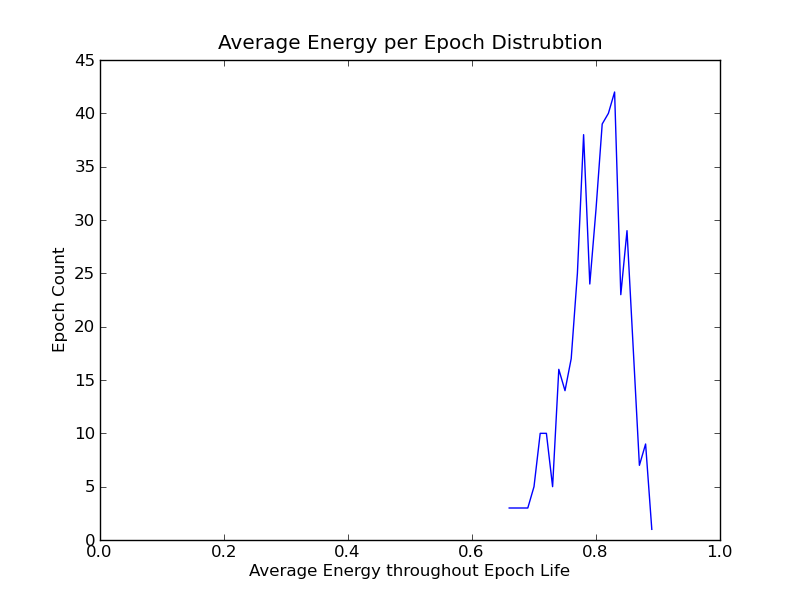 Average Energy per Epoch Distrubtion
45
40
35
30
25
20
15
10
5
0
Epoch Count
0.0 0.2 0.4 0.6 0.8 1.0
Average Energy throughout Epoch Life